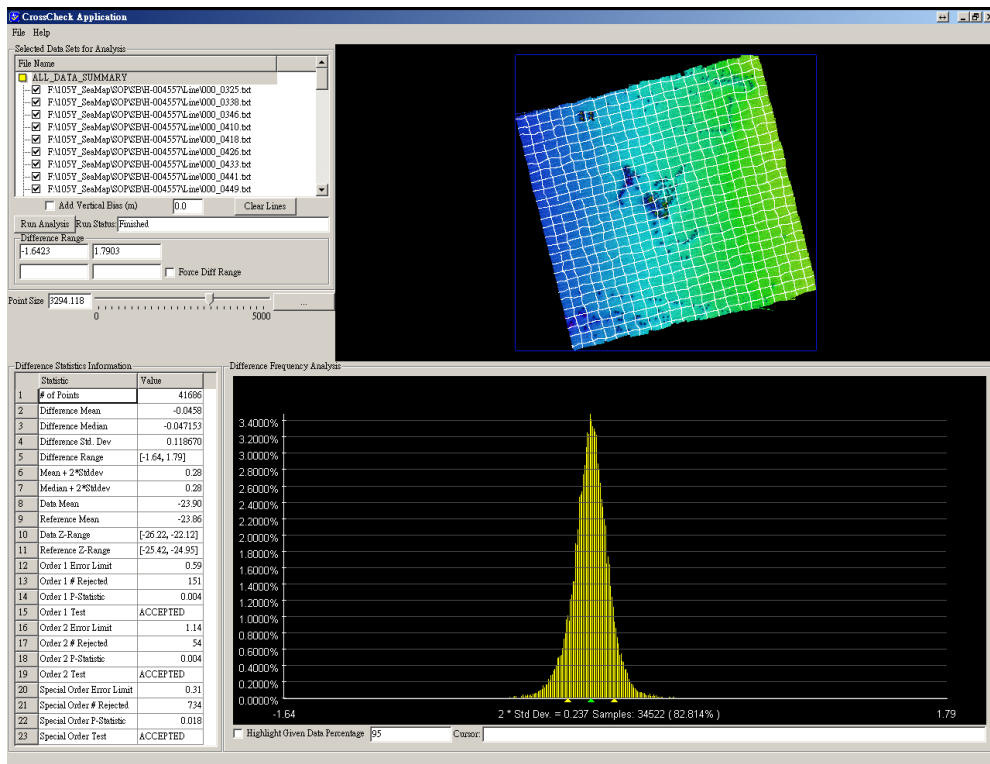 CrossCheck Application
File Help
Selected Data Sets for Analysis
File Name
ALL_DATA_SUMMARY
F:\105Y_SeaMap\SOP\SB\H-004557\Line\000_0325.txt
F:\105Y_SeaMap\SOP\SB\H-004557\Line\000_0338.txt
F:\105Y_SeaMap\SOP\SB\H-004557\Line\000_0346.txt
F:\105Y_SeaMap\SOP\SB\H-004557\Line\000_0410.txt
F:\105Y_SeaMap\SOP\SB\H-004557\Line\000_0418.txt
F:\105Y_SeaMap\SOP\SB\H-004557\Line\000_0426.txt
F:\105Y_SeaMap\SOP\SB\H-004557\Line\000_0433.txt
F:\105Y_SeaMap\SOP\SB\H-004557\Line\000_0441.txt
F:\105Y_SeaMap\SOP\SB\H-004557\Line\000_0449.txt
Add Vertical Bias (m) 0.0 Clear Lines
Run Analysis Run Status: Finished
Difference Range
-1.6423 1.7903
Force Diff Range
Point Size 3294.118 ...
0 5000
Difference Statistics Information
Statistic Value
1 # of Points 41686
2 Difference Mean -0.0458
3 Difference Median -0.047153
4 Difference Std. Dev 0.118670
5 Difference Range [-1.64, 1.79]
6 Mean + 2*Stddev 0.28
7 Median + 2*Stddev 0.28
8 Data Mean -23.90
9 Reference Mean -23.86
10 Data Z-Range [-26.22, -22.12]
11 Reference Z-Range [-25.42, -24.95]
12 Order 1 Error Limit 0.59
13 Order 1 # Rejected 151
14 Order 1 P-Statistic 0.004
15 Order 1 Test ACCEPTED
16 Order 2 Error Limit 1.14
17 Order 2 # Rejected 54
18 Order 2 P-Statistic 0.004
19 Order 2 Test ACCEPTED
20 Special Order Error Limit 0.31
21 Special Order # Rejected 734
22 Special Order P-Statistic 0.018
23 Special Order Test ACCEPTED
Difference Frequency Analysis
3.4000%
3.2000%
3.0000%
2.8000%
2.6000%
2.4000%
2.2000%
2.0000%
1.8000%
1.6000%
1.4000%
1.2000%
1.0000%
0.8000%
0.6000%
0.4000%
0.2000%
0.0000%
-1.64 2 * Std Dev. = 0.237 Samples: 34522 ( 82.814% ) 1.79
Highlight Given Data Percentage 95 Cursor: